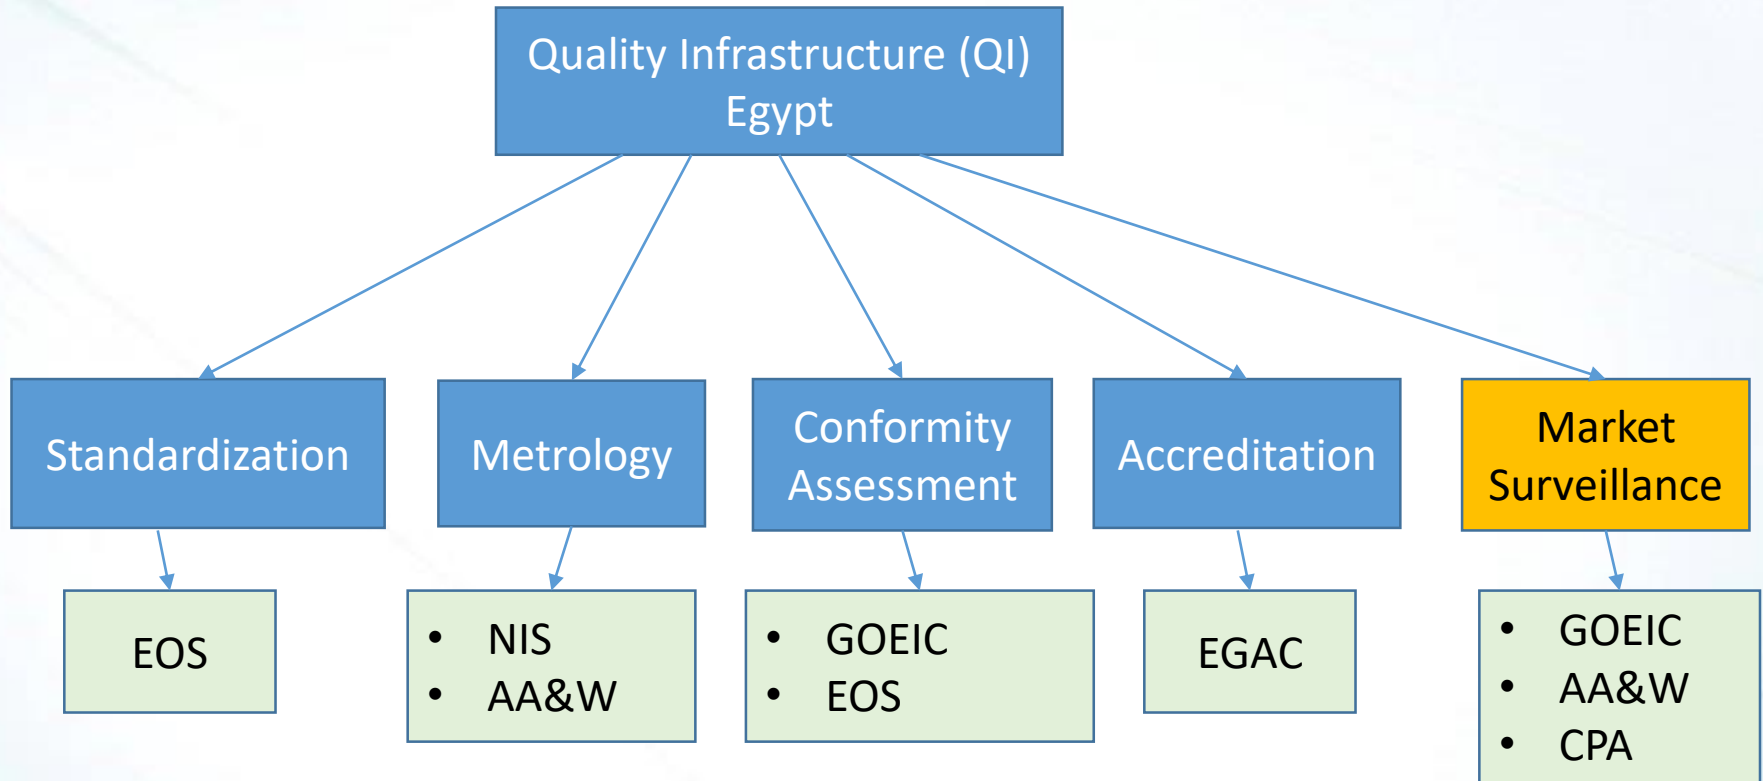 Quality Infrastructure (QI)
Egypt
Standardization
Metrology
Conformity
Assessment
Accreditation
Market
Surveillance
EOS
• NIS
• AA&W
• GOEIC
• EOS
EGAC
• GOEIC
• AA&W
• CPA